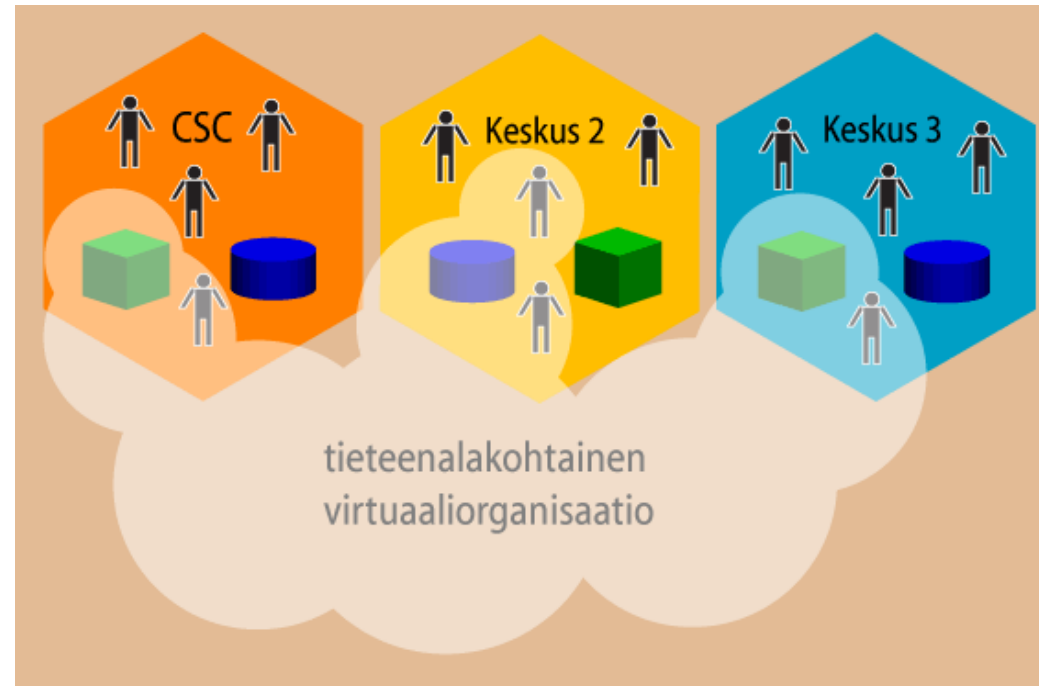 CSC
Keskus 2
Keskus 3
tieteenalakohtainen
virtuaaliorganisaatio